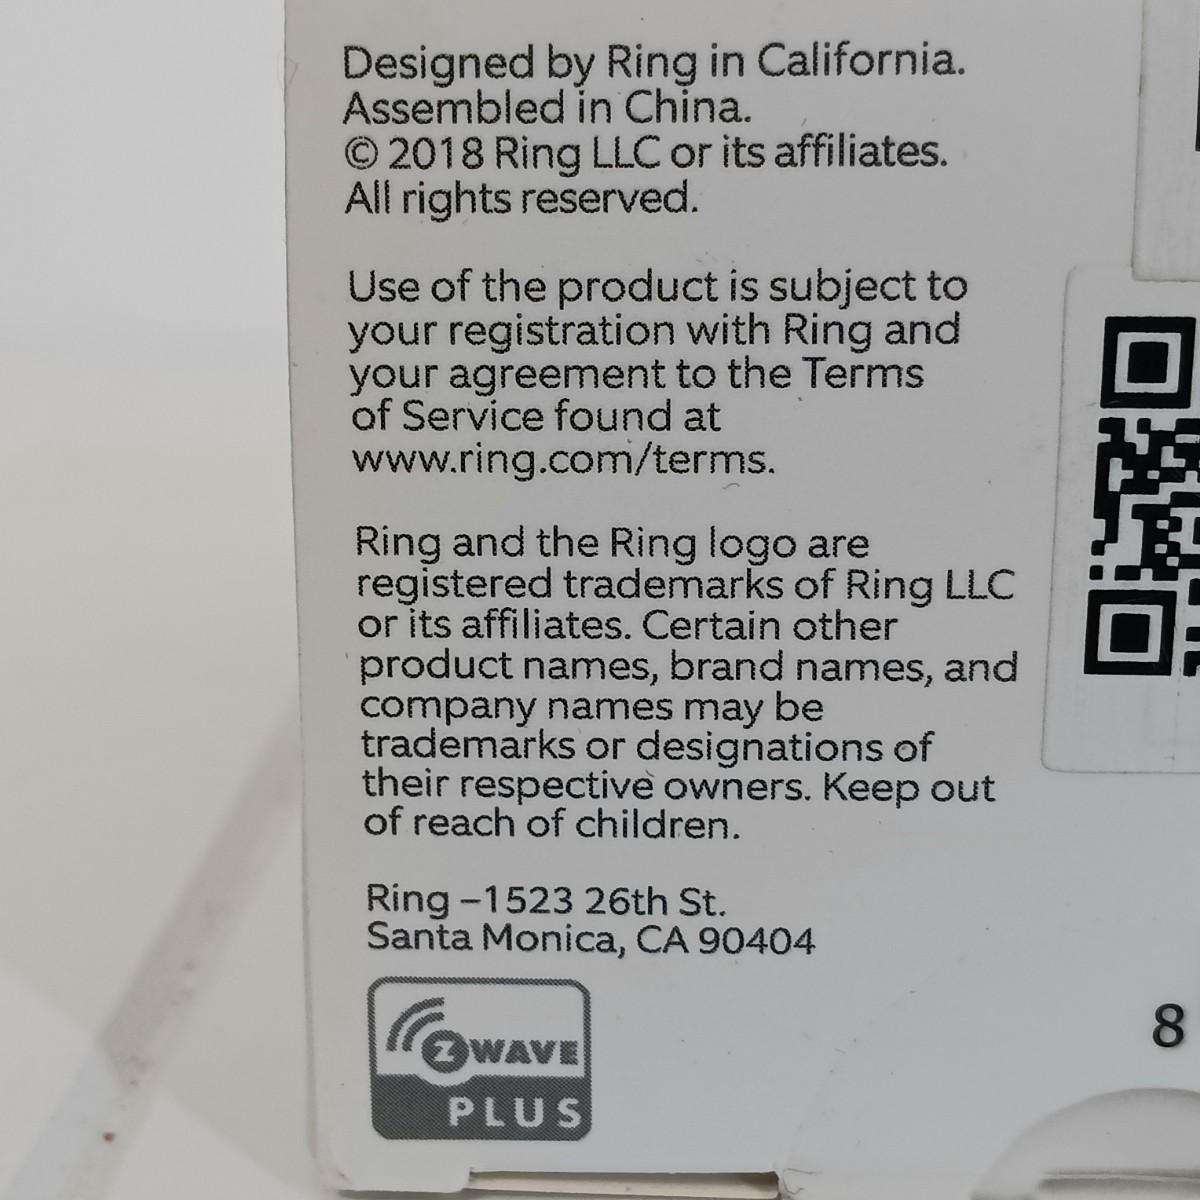 Designed by Ring in California.
Assembled in China.
© 2018 Ring LLC or its affiliates.
All rights reserved.
Use of the product is subject to
your registration with Ring and
your agreement to the Terms
of Service found at
www.ring.com/terms.
Ring and the Ring logo are
registered trademarks of Ring LLC
or its affiliates. Certain other
product names, brand names, and
company names may be
trademarks or designations of
their respective owners. Keep out
of reach of children.
Ring –1523 26th St.
Santa Monica, CA 90404
Z WAVE
PLUS
8